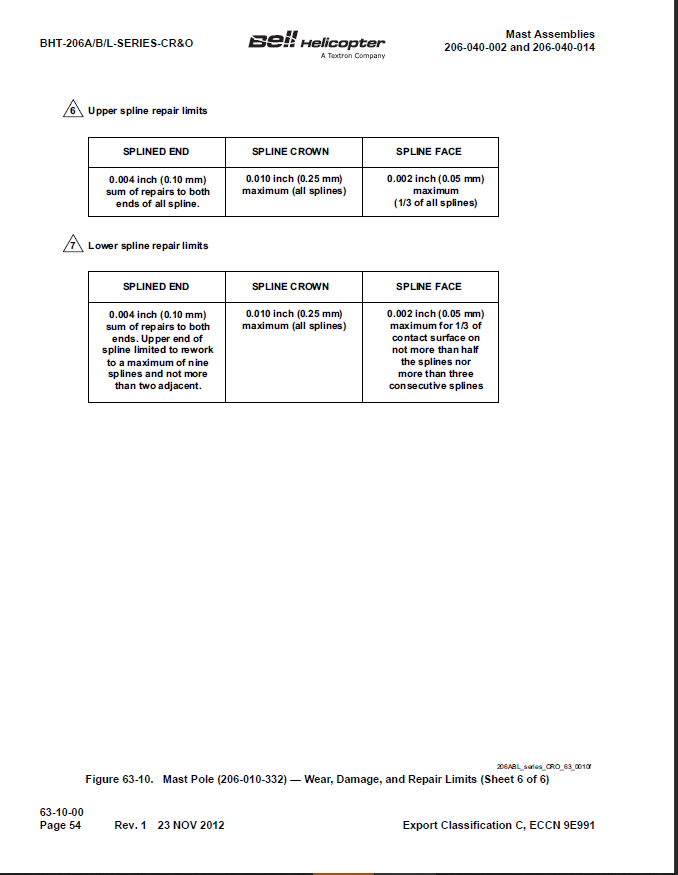 BHT-206A/B/L-SERIES-CR&O
Bell Helicopter
A Textron Company
Mast Assemblies
206-040-002 and 206-040-014
6 Upper spline repair limits
SPLINED END SPLINE CROWN SPLINE FACE
0.004 inch (0.10 mm)
sum of repairs to both
ends of all spline.
0.010 inch (0.25 mm)
maximum (all splines)
0.002 inch (0.05 mm)
maximum
(1/3 of all splines)
7 Lower spline repair limits
SPLINED END SPLINE CROWN SPLINE FACE
0.004 inch (0.10 mm)
sum of repairs to both
ends. Upper end of
spline limited to rework
to a maximum of nine
splines and not more
than two adjacent.
0.010 inch (0.25 mm)
maximum (all splines)
0.002 inch (0.05 mm)
maximum for 1/3 of
contact surface on
not more than half
the splines nor
more than three
consecutive splines
206ABL_series_CRO_63_0010f
Figure 63-10. Mast Pole (206-010-332) — Wear, Damage, and Repair Limits (Sheet 6 of 6)
63-10-00
Page 54 Rev. 1 23 NOV 2012 Export Classification C, ECCN 9E991